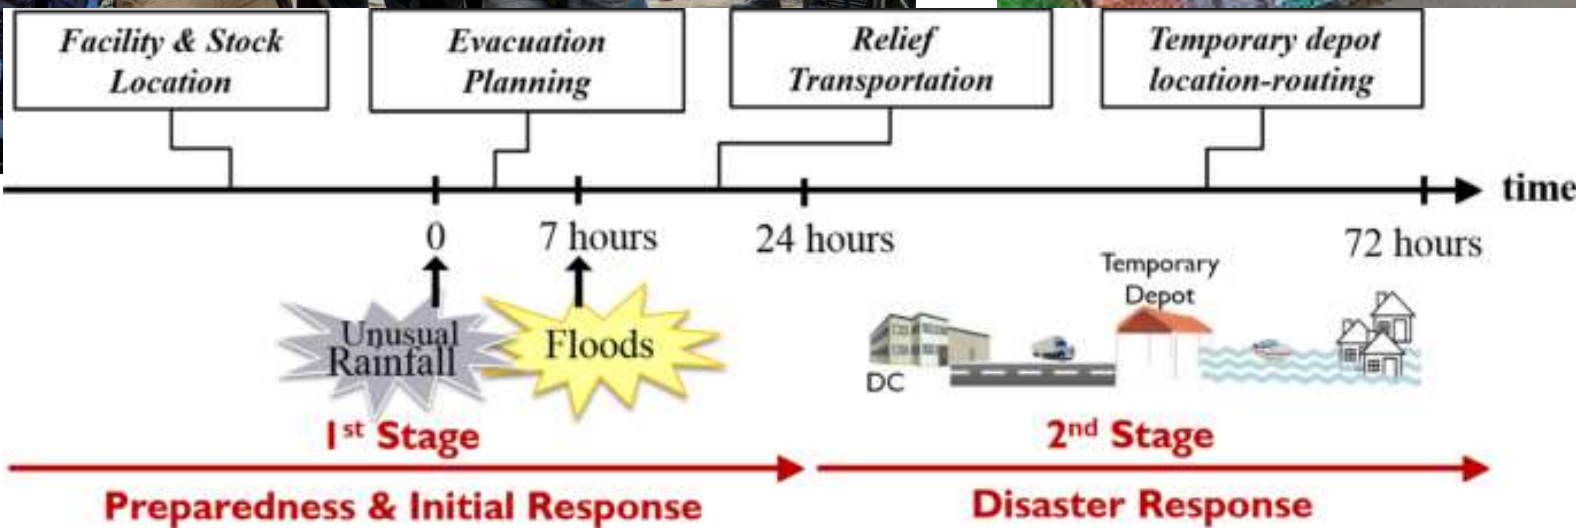 Facility & Stock
Location
Evacuation
Planning
Relief
Transportation
Temporary depot
location-routing
time
0
7 hours
24 hours
72 hours
Unusual
Rainfall
Floods
Temporary
Depot
DC
1st Stage
2nd Stage
Preparedness & Initial Response
Disaster Response